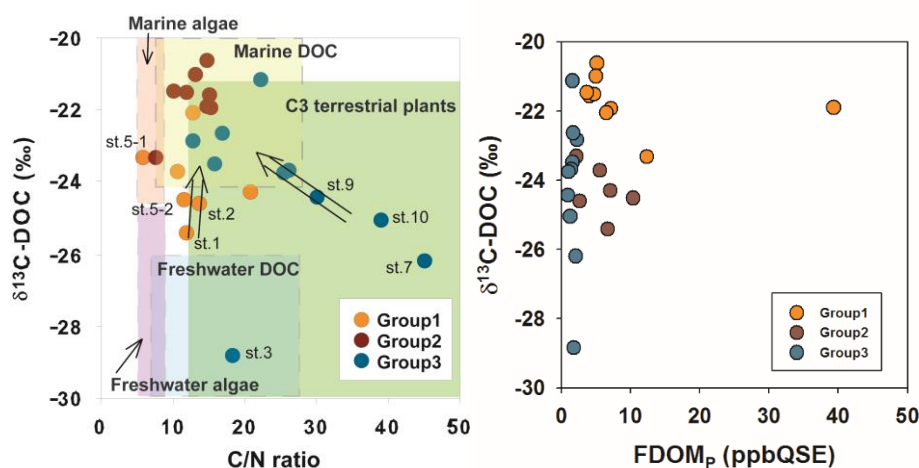 Marine algae
−20
Marine DOC
C3 terrestrial plants
−22
st.5-1
−24
st.9
st.5-2
st.2
st.10
st.1
−26
st.7
Freshwater DOC
Group1
Group2
−28
Group3
st.3
Freshwater algae
−30
0 10 20 30 40 50
C/N ratio
δ¹³C-DOC (‰)
-20
-22
-24
-26
-28
-30
0 10 20 30 40 50
FDOMP (ppbQSE)
δ¹³C-DOC (‰)
Group1
Group2
Group3